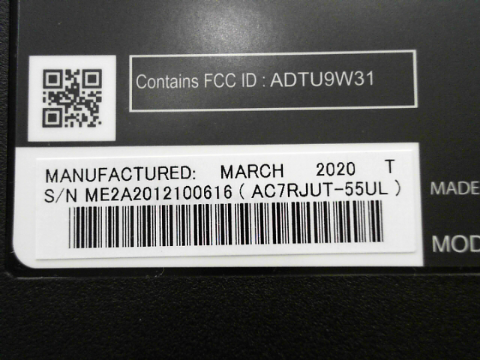 Contains FCC ID : ADTU9W31
MANUFACTURED: MARCH 2020 T
S/N ME2A2012100616 ( AC7RJUT-55UL )
MADE
MOD